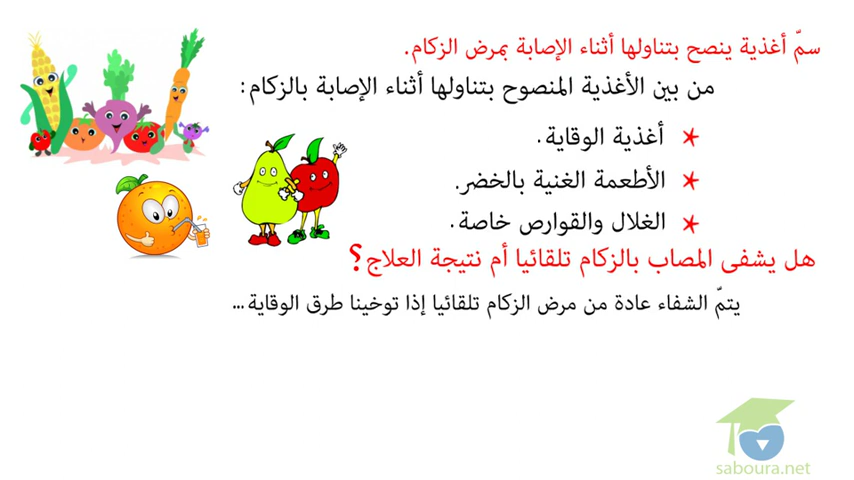 سمّ أغذية ينصح بتناولها أثناء الإصابة بمرض الزكام.
من بين الأغذية المنصوح بتناولها أثناء الإصابة بالزكام:
* أغذية الوقاية.
* الأطعمة الغنية بالخضر.
* الغلال والقوارص خاصة.
هل يشفى المصاب بالزكام تلقائيا أم نتيجة العلاج؟
يتمّ الشفاء عادة من مرض الزكام تلقائيا إذا توخينا طرق الوقاية...
saboura.net